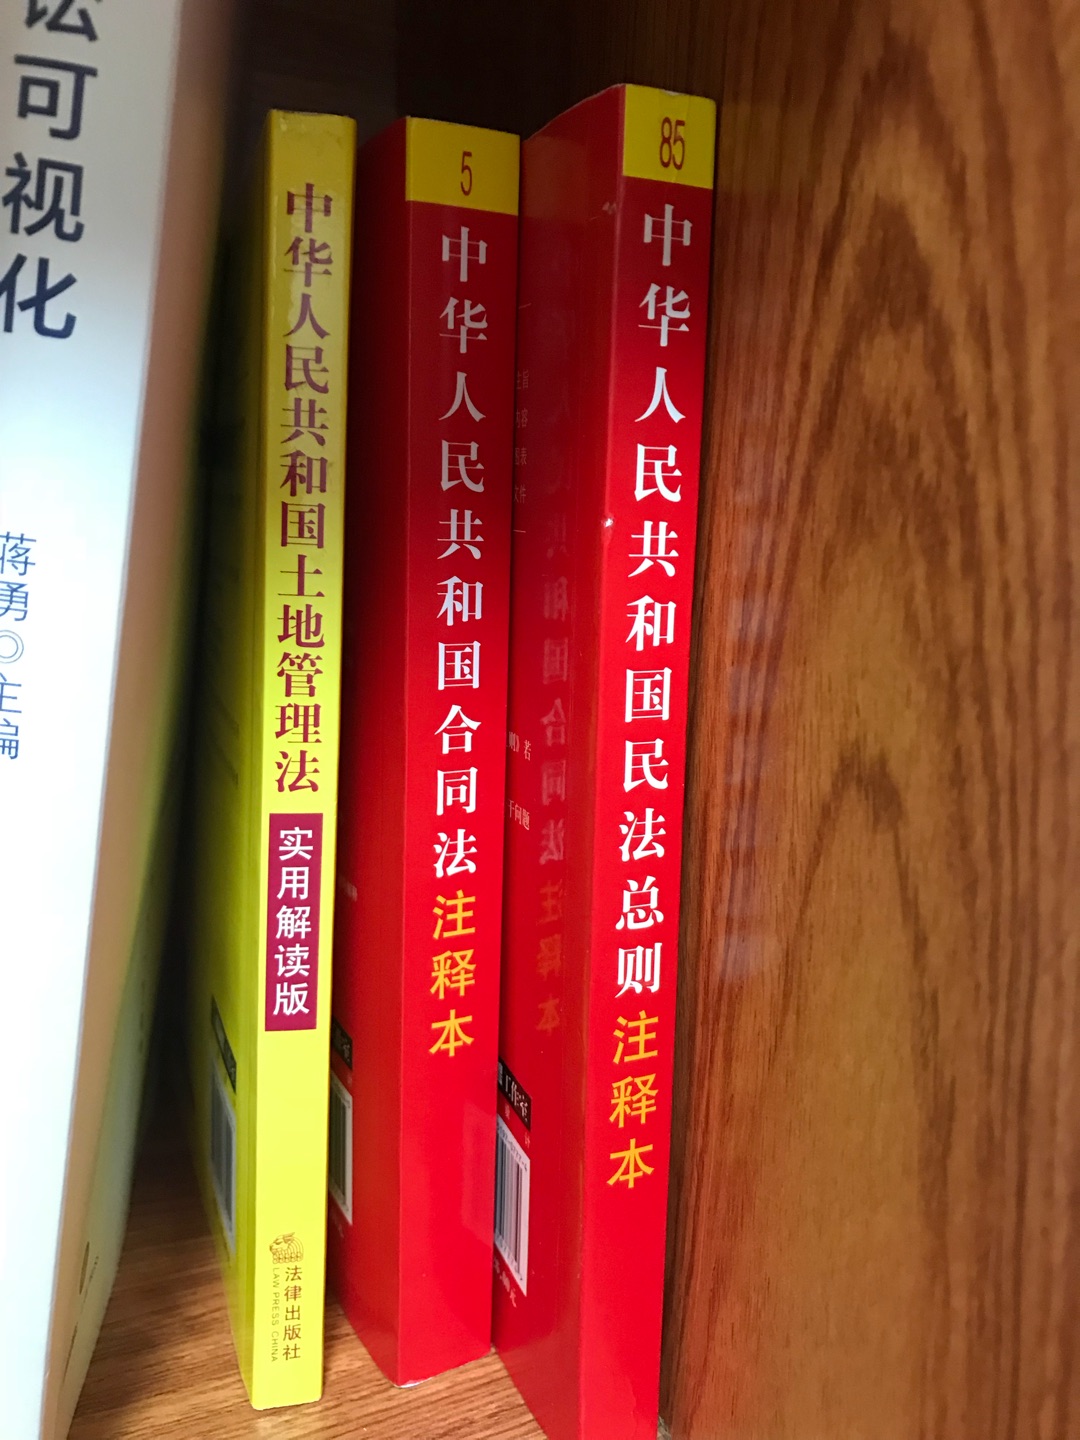 讼可视化
蒋勇◎主编
中华人民共和国土地管理法
实用解读版
法律出版社
LAW PRESS CHINA
5
中华人民共和国合同法注释本
85
中华人民共和国民法总则注释本